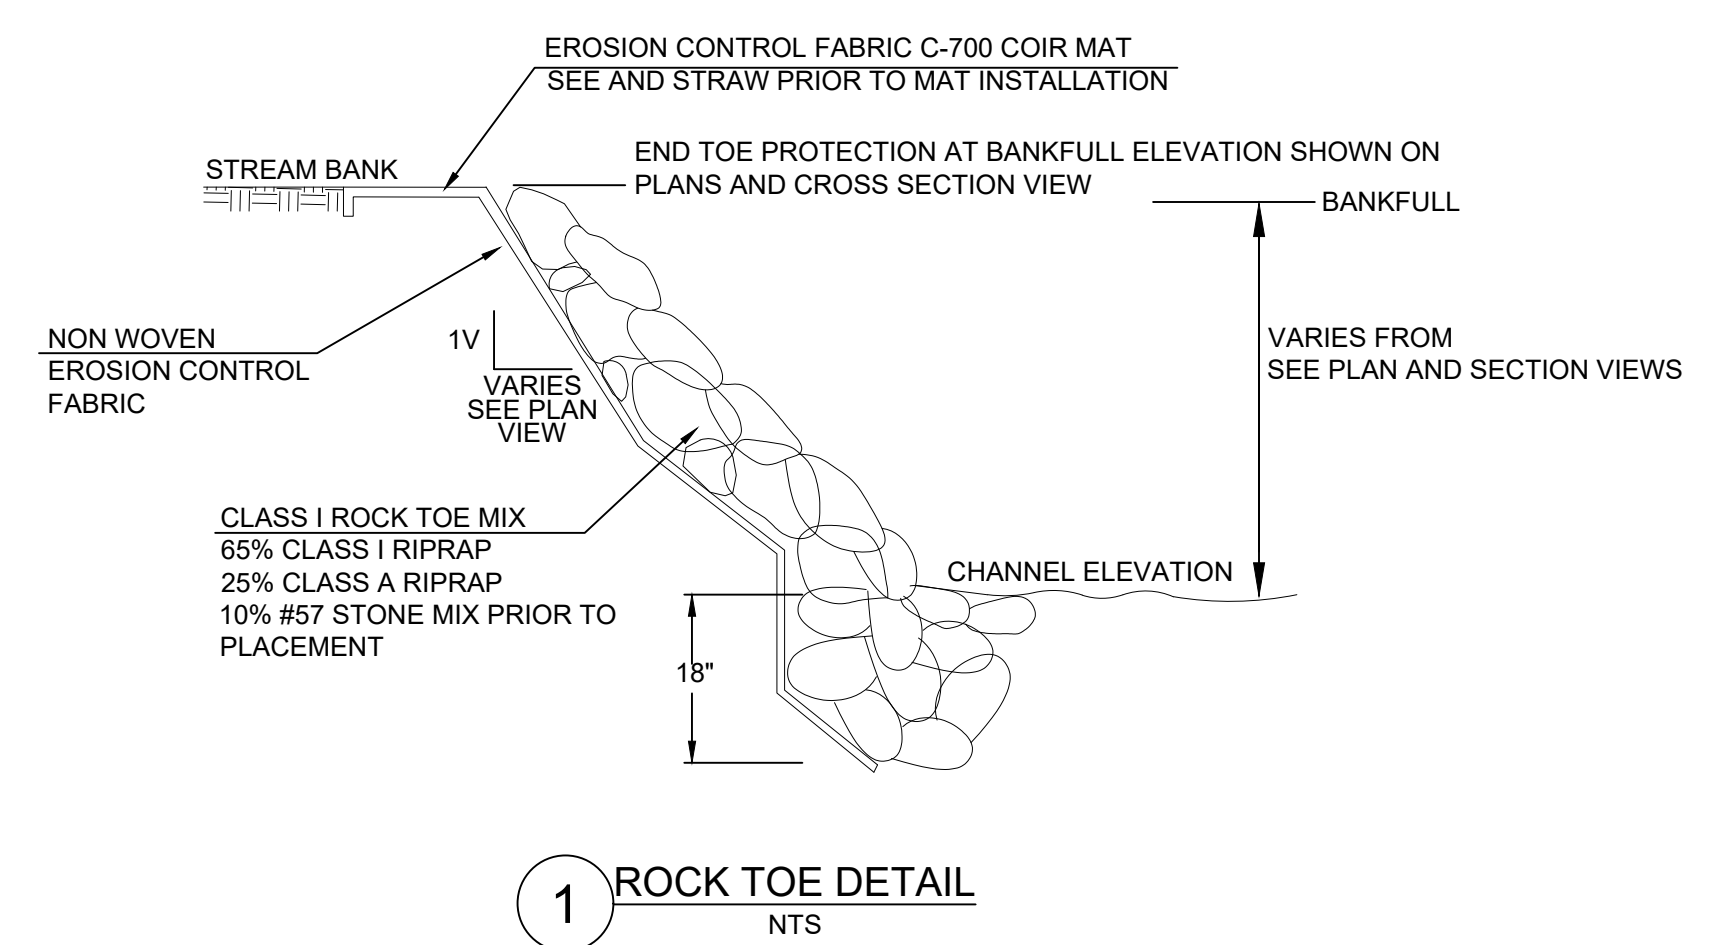 EROSION CONTROL FABRIC C-700 COIR MAT
SEE AND STRAW PRIOR TO MAT INSTALLATION
END TOE PROTECTION AT BANKFULL ELEVATION SHOWN ON
PLANS AND CROSS SECTION VIEW
STREAM BANK
BANKFULL
NON WOVEN
EROSION CONTROL
FABRIC
1V
VARIES
SEE PLAN
VIEW
VARIES FROM
SEE PLAN AND SECTION VIEWS
CLASS I ROCK TOE MIX
65% CLASS I RIPRAP
25% CLASS A RIPRAP
10% #57 STONE MIX PRIOR TO
PLACEMENT
CHANNEL ELEVATION
18"
1
ROCK TOE DETAIL
NTS